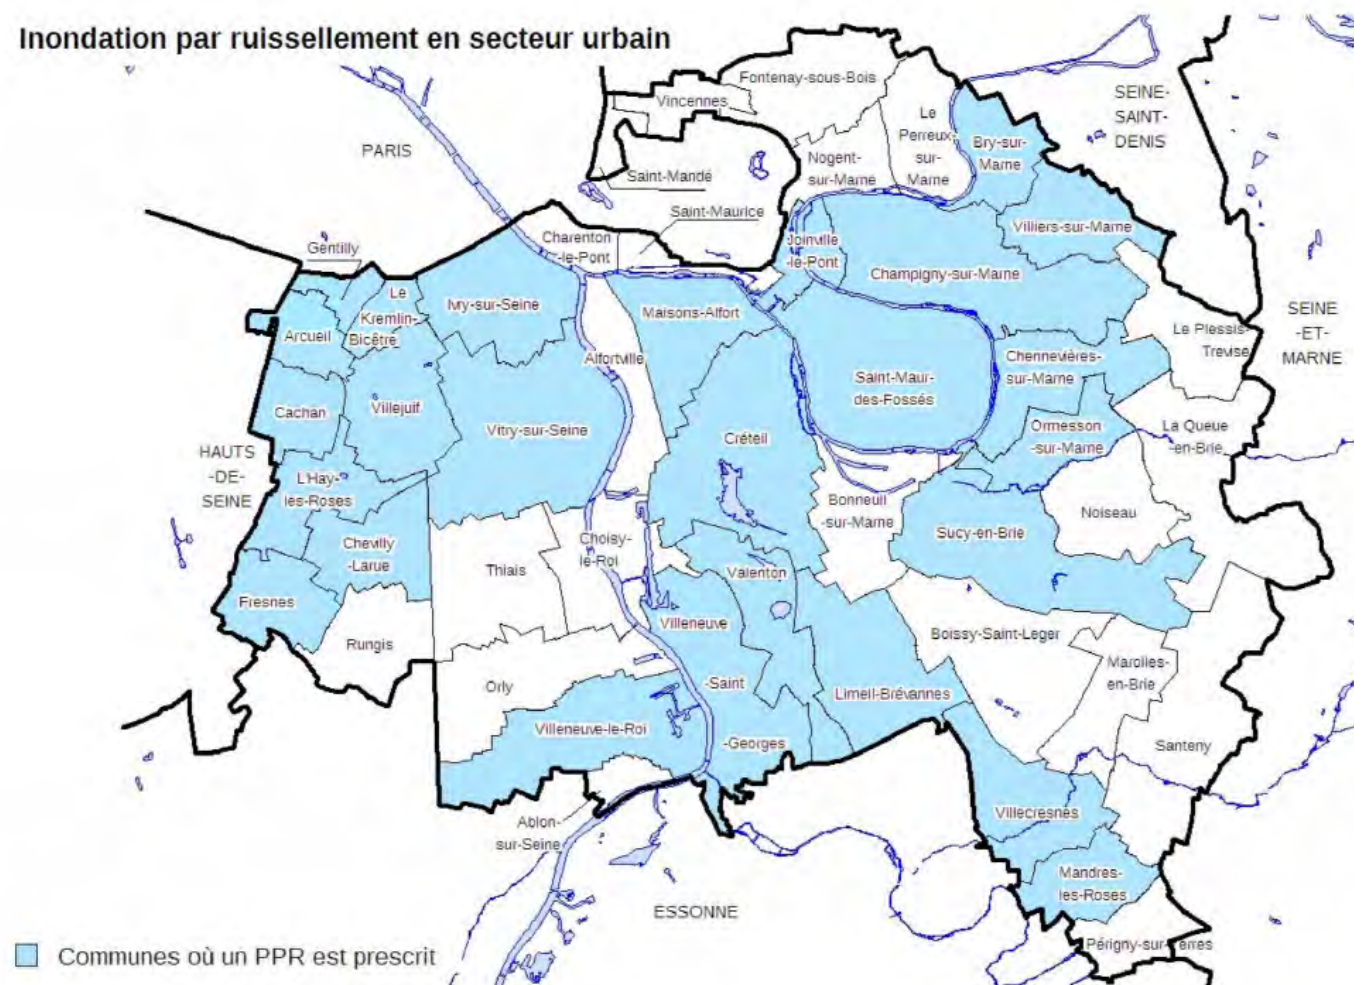 Inondation par ruissellement en secteur urbain
Fontenay-sous-Bois
Vincennes
SEINE-
SAINT-
DENIS
PARIS
Le
Perreux-
sur-
Marne
Bry-sur-
Marne
Nogent-
sur-Marne
Saint-Mandé
Saint-Maurice
Villiers-sur-Marne
Gentilly
Charenton
-le-Pont
Joinville
-le-Pont
Champigny-sur-Marne
Le
Kremlin-
Bicêtre
Ivry-sur-Seine
Maisons-Alfort
SEINE
-ET-
MARNE
Arcueil
Le Plessis-
Trevise
Alfortville
Chennevières-
sur-Marne
Saint-Maur-
des-Fossés
Cachan
Villejuif
Vitry-sur-Seine
Créteil
Ormesson
-sur-Marne
La Queue
-en-Brie
HAUTS
-DE-
SEINE
L'Hay-
les-Roses
Bonneuil
-sur-Marne
Noiseau
Sucy-en-Brie
Chevilly
-Larue
Choisy-
le-Roi
Thiais
Valenton
Fresnes
Villeneuve
-Saint
-Georges
Boissy-Saint-Leger
Rungis
Marolles-
en-Brie
Orly
Limeil-Brévannes
Villeneuve-le-Roi
Santeny
Villecresnes
Ablon-
sur-Seine
Mandres-
les-Roses
ESSONNE
Périgny-sur-Yerres
Communes où un PPR est prescrit